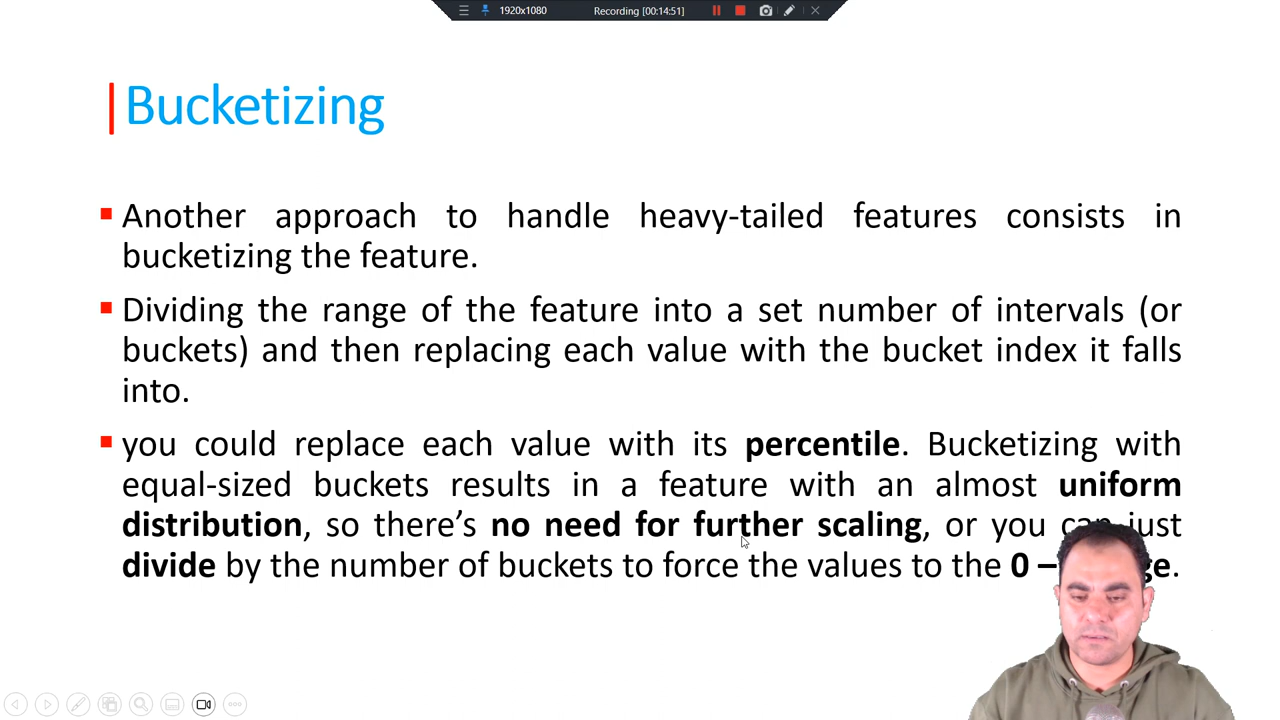 1920x1080 Recording [00:14:51]
|Bucketizing
Another approach to handle heavy-tailed features consists in
bucketizing the feature.
Dividing the range of the feature into a set number of intervals (or
buckets) and then replacing each value with the bucket index it falls
into.
you could replace each value with its percentile. Bucketizing with
equal-sized buckets results in a feature with an almost uniform
distribution, so there’s no need for further scaling, or you can just
divide by the number of buckets to force the values to the 0 –